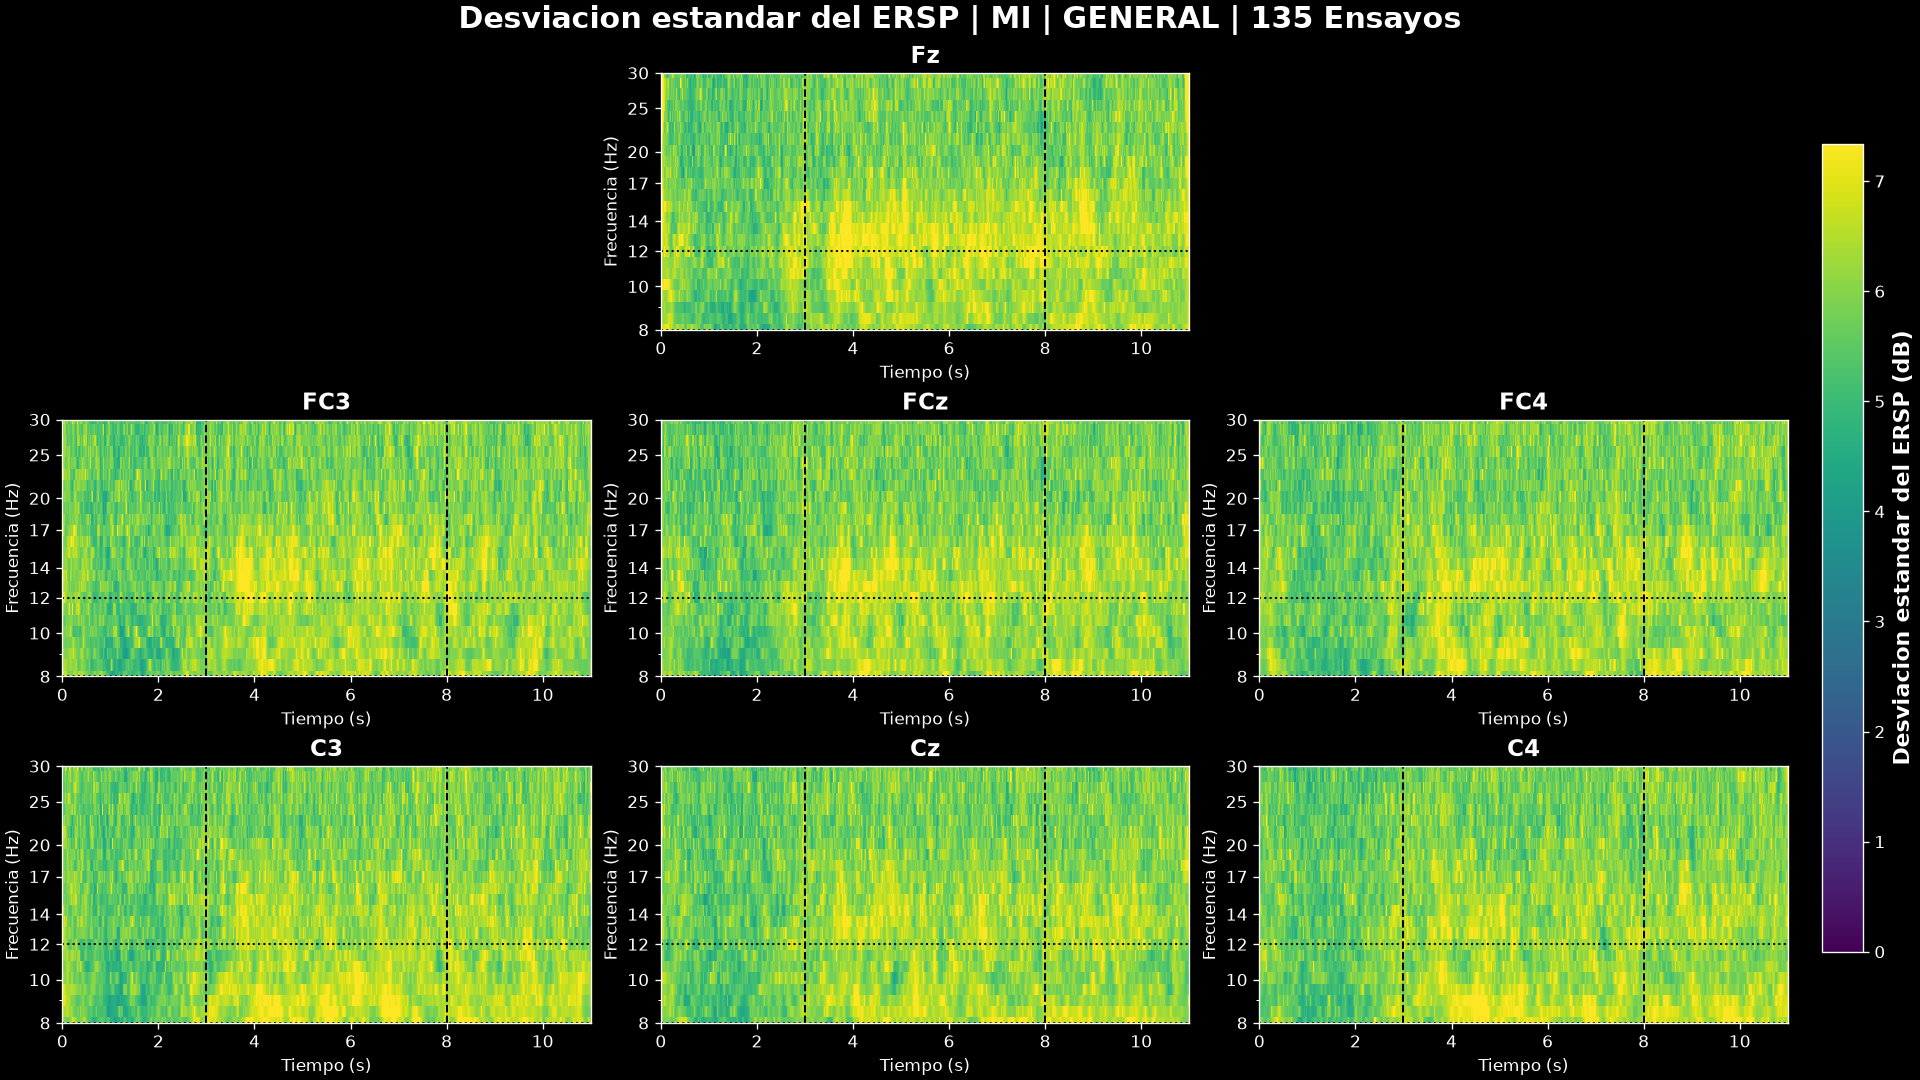 Desviacion estandar del ERSP | MI | GENERAL | 135 Ensayos
Fz
Frecuencia (Hz)
30
25
20
17
14
12
10
8
0 2 4 6 8 10
Tiempo (s)
FC3
Frecuencia (Hz)
30
25
20
17
14
12
10
8
0 2 4 6 8 10
Tiempo (s)
FCz
Frecuencia (Hz)
30
25
20
17
14
12
10
8
0 2 4 6 8 10
Tiempo (s)
FC4
Frecuencia (Hz)
30
25
20
17
14
12
10
8
0 2 4 6 8 10
Tiempo (s)
C3
Frecuencia (Hz)
30
25
20
17
14
12
10
8
0 2 4 6 8 10
Tiempo (s)
Cz
Frecuencia (Hz)
30
25
20
17
14
12
10
8
0 2 4 6 8 10
Tiempo (s)
C4
Frecuencia (Hz)
30
25
20
17
14
12
10
8
0 2 4 6 8 10
Tiempo (s)
7
6
5
4
3
2
1
0
Desviacion estandar del ERSP (dB)